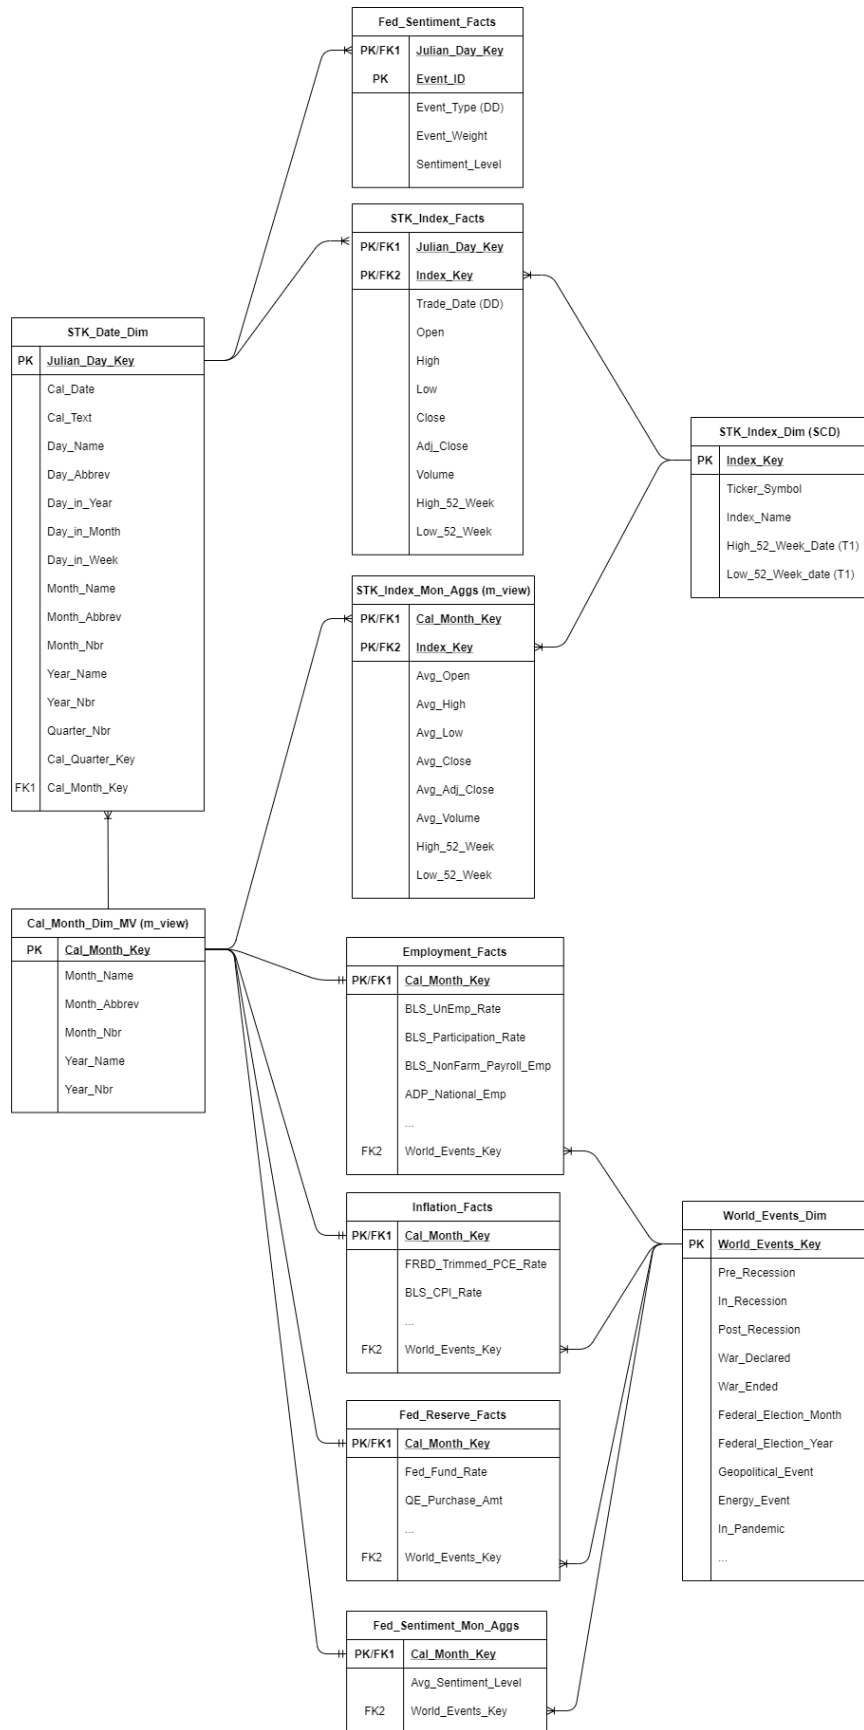 Fed_Sentiment_Facts
PK/FK1 Julian_Day_Key
PK Event_ID
Event_Type (DD)
Event_Weight
Sentiment_Level
STK_Index_Facts
PK/FK1 Julian_Day_Key
PK/FK2 Index_Key
Trade_Date (DD)
Open
High
Low
Close
Adj_Close
Volume
High_52_Week
Low_52_Week
STK_Date_Dim
PK Julian_Day_Key
Cal_Date
Cal_Text
Day_Name
Day_Abbrev
Day_in_Year
Day_in_Month
Day_in_Week
Month_Name
Month_Abbrev
Month_Nbr
Year_Name
Year_Nbr
Quarter_Nbr
Cal_Quarter_Key
FK1 Cal_Month_Key
STK_Index_Dim (SCD)
PK Index_Key
Ticker_Symbol
Index_Name
High_52_Week_Date (T1)
Low_52_Week_date (T1)
STK_Index_Mon_Aggs (m_view)
PK/FK1 Cal_Month_Key
PK/FK2 Index_Key
Avg_Open
Avg_High
Avg_Low
Avg_Close
Avg_Adj_Close
Avg_Volume
High_52_Week
Low_52_Week
Cal_Month_Dim_MV (m_view)
PK Cal_Month_Key
Month_Name
Month_Abbrev
Month_Nbr
Year_Name
Year_Nbr
Employment_Facts
PK/FK1 Cal_Month_Key
BLS_UnEmp_Rate
BLS_Participation_Rate
BLS_NonFarm_Payroll_Emp
ADP_National_Emp
...
FK2 World_Events_Key
Inflation_Facts
PK/FK1 Cal_Month_Key
FRBD_Trimmed_PCE_Rate
BLS_CPI_Rate
...
FK2 World_Events_Key
World_Events_Dim
PK World_Events_Key
Pre_Recession
In_Recession
Post_Recession
War_Declared
War_Ended
Federal_Election_Month
Federal_Election_Year
Geopolitical_Event
Energy_Event
In_Pandemic
...
Fed_Reserve_Facts
PK/FK1 Cal_Month_Key
Fed_Fund_Rate
QE_Purchase_Amt
...
FK2 World_Events_Key
Fed_Sentiment_Mon_Aggs
PK/FK1 Cal_Month_Key
Avg_Sentiment_Level
FK2 World_Events_Key